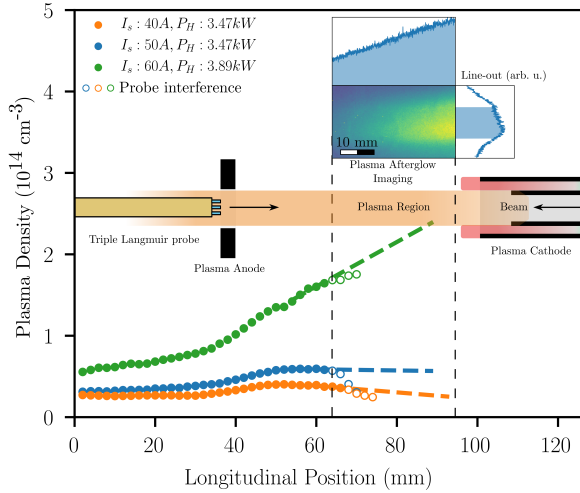 I_s : 40A, P_H : 3.47kW
I_s : 50A, P_H : 3.47kW
I_s : 60A, P_H : 3.89kW
Probe interference
Line-out (arb. u.)
10 mm
Plasma Afterglow
Imaging
Plasma Region
Beam
Triple Langmuir probe
Plasma Anode
Plasma Cathode
Plasma Density (10^14 cm^-3)
5
4
3
2
1
0
0
20
40
60
80
100
120
Longitudinal Position (mm)